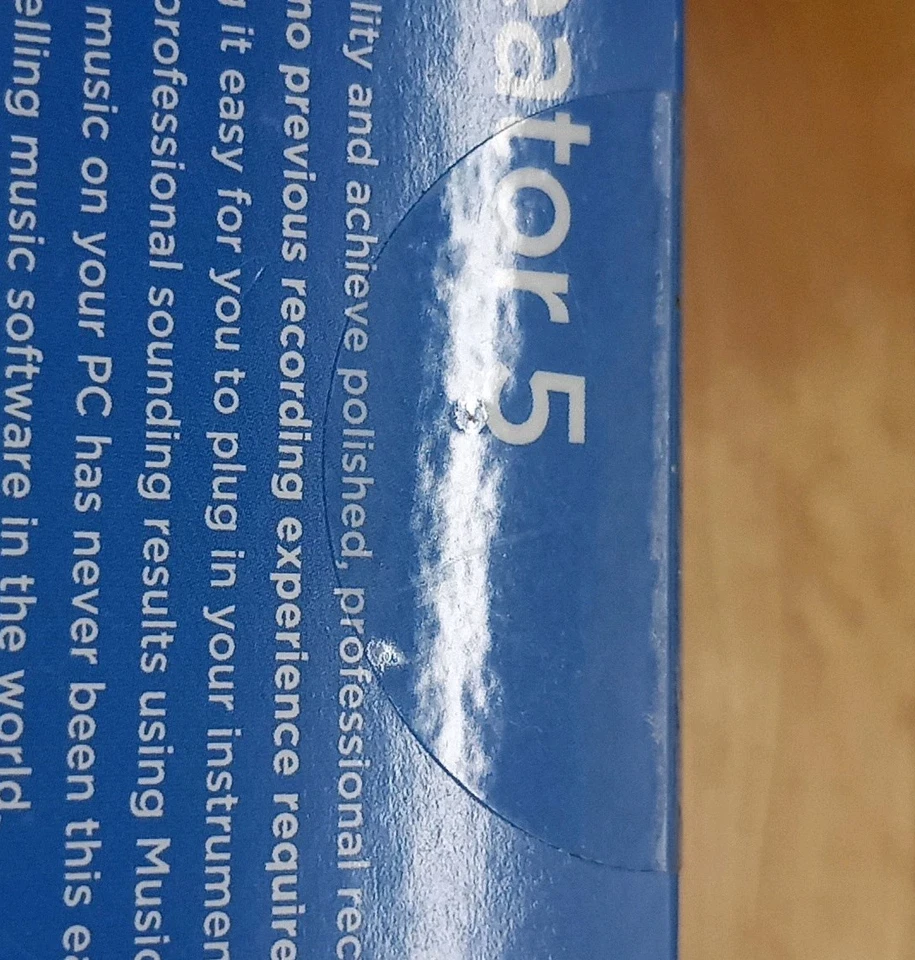 eator 5
lity and achieve polished, professional rec
no previous recording experience require
g it easy for you to plug in your instrumen
professional sounding results using Music
music on your PC has never been this ea
elling music software in the world.